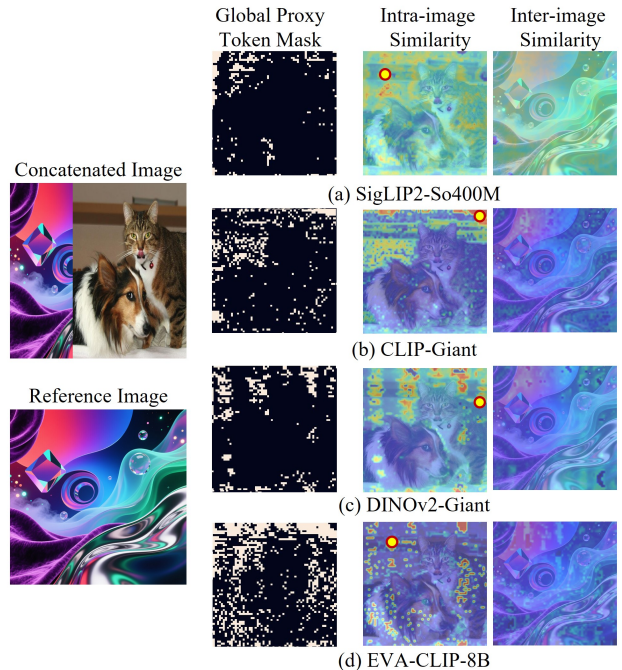 Global Proxy
Token Mask
Intra-image
Similarity
Inter-image
Similarity
(a) SigLIP2-So400M
Concatenated Image
(b) CLIP-Giant
Reference Image
(c) DINOv2-Giant
(d) EVA-CLIP-8B